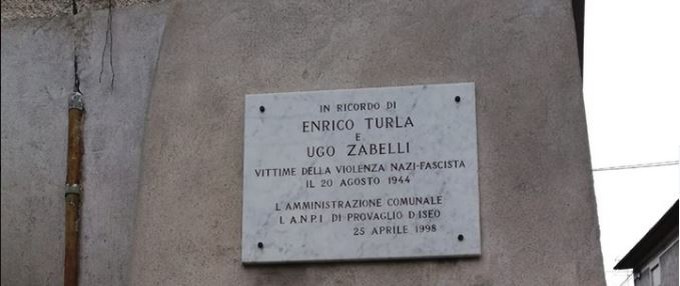 IN RICORDO DI
ENRICO TURLA
E
UGO ZABELLI
VITTIME DELLA VIOLENZA NAZI-FASCISTA
IL 20 AGOSTO 1944
L'AMMINISTRAZIONE COMUNALE
L'A.N.P.I DI PROVAGLIO D'ISEO
25 APRILE 1998